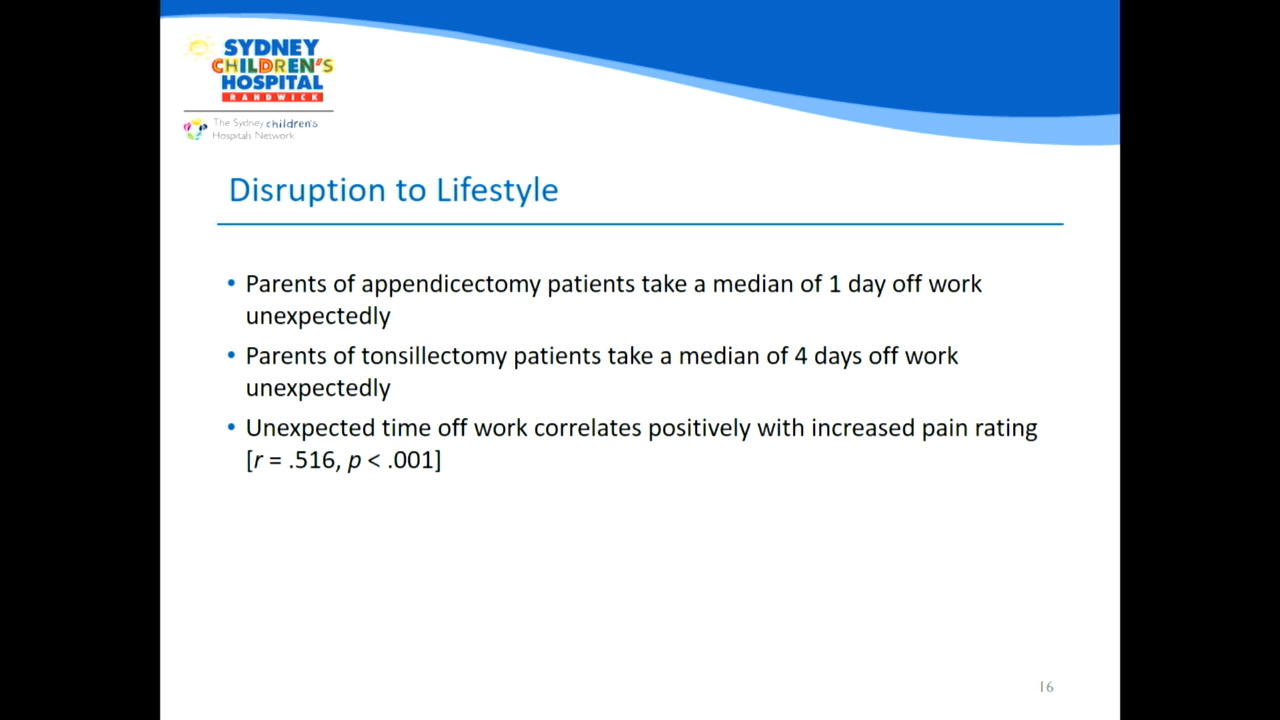 SYDNEY
CHILDREN'S
HOSPITAL
RANDWICK
The Sydney children's
Hospitals Network
Disruption to Lifestyle
• Parents of appendicectomy patients take a median of 1 day off work
unexpectedly
• Parents of tonsillectomy patients take a median of 4 days off work
unexpectedly
• Unexpected time off work correlates positively with increased pain rating
[r = .516, p < .001]
16